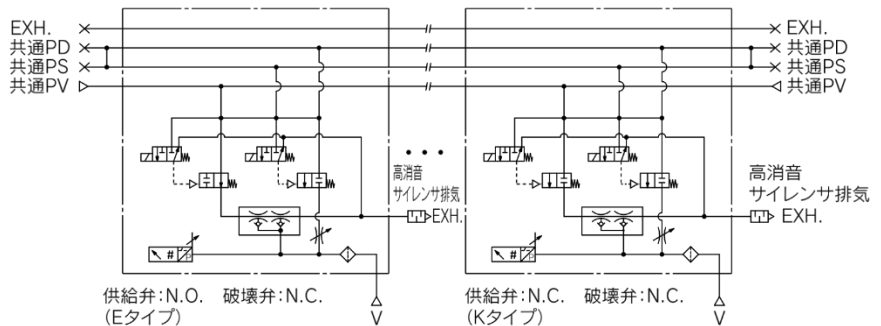 EXH.
共通PD
共通PS
共通PV
EXH.
共通PD
共通PS
共通PV
高消音
サイレンサ排気
EXH.
高消音
サイレンサ排気
EXH.
#
#
供給弁:N.O. 破壊弁:N.C.
(Eタイプ)
V
供給弁:N.C. 破壊弁:N.C.
(Kタイプ)
V